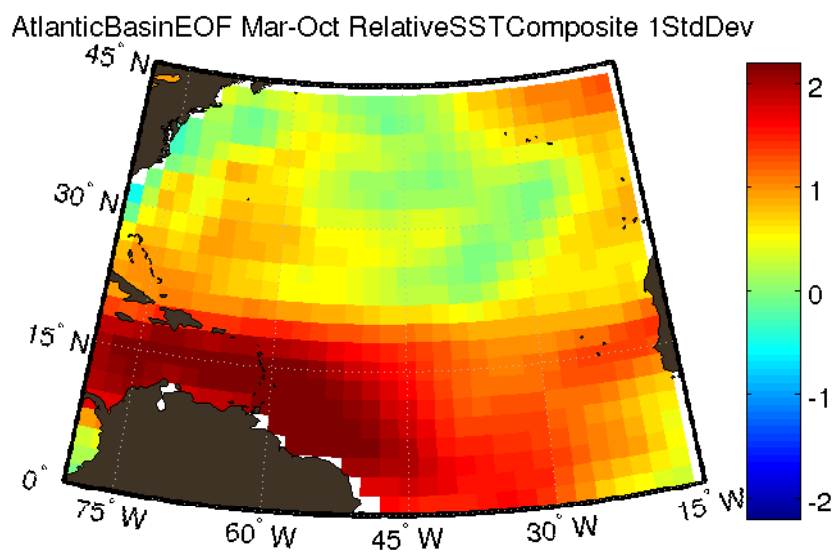 AtlanticBasinEOF Mar-Oct RelativeSSTComposite 1StdDev
45° N
30° N
15° N
0°
75° W
60° W
45° W
30° W
15° W
2
1
0
-1
-2